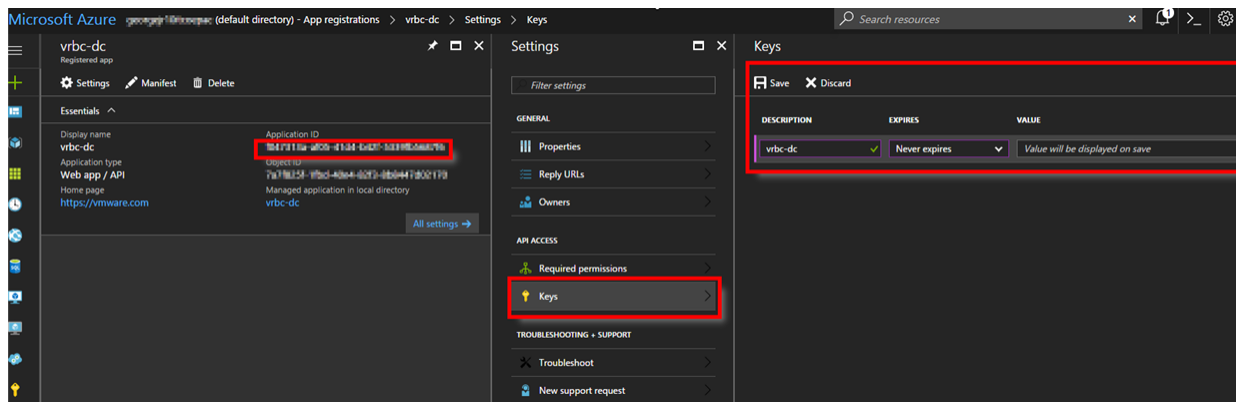 Microsoft Azure (default directory) - App registrations > vrbc-dc > Settings > Keys
Search resources
1
vrbc-dc
Registered app
Settings
Manifest
Delete
Essentials
Display name
vrbc-dc
Application type
Web app / API
Home page
https://vmware.com
Application ID
Object ID
Managed application in local directory
vrbc-dc
All settings
Settings
Filter settings
GENERAL
Properties
Reply URLs
Owners
API ACCESS
Required permissions
Keys
TROUBLESHOOTING + SUPPORT
Troubleshoot
New support request
Keys
Save
Discard
DESCRIPTION EXPIRES VALUE
vrbc-dc Never expires Value will be displayed on save